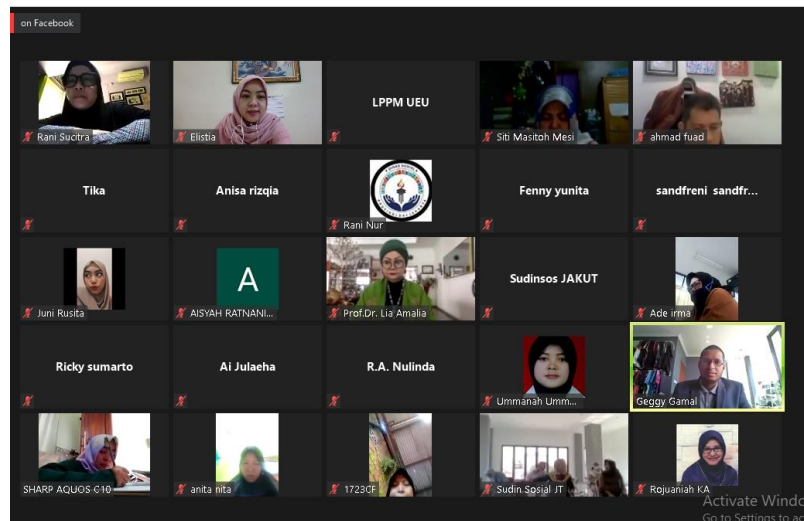 on Facebook
Rani Sucitra
Elistia
LPPM UEU
Siti Masitoh Mesi
ahmad fuad
Tika
Anisa rizqia
Rani Nur
Fenny yunita
sandfreni sandfr...
Juni Rusita
A
AISYAH RATNANI...
Prof.Dr. Lia Amalia
Sudinsos JAKUT
Ade irma
Ricky sumarto
Ai Julaeha
R.A. Nulinda
Ummanah Umm...
Geggy Gamal
SHARP AQUOS C10
anita nita
1723CF
Sudin Sosial JT
Rojuaniah KA
Activate Windo
Go to Settings to ac